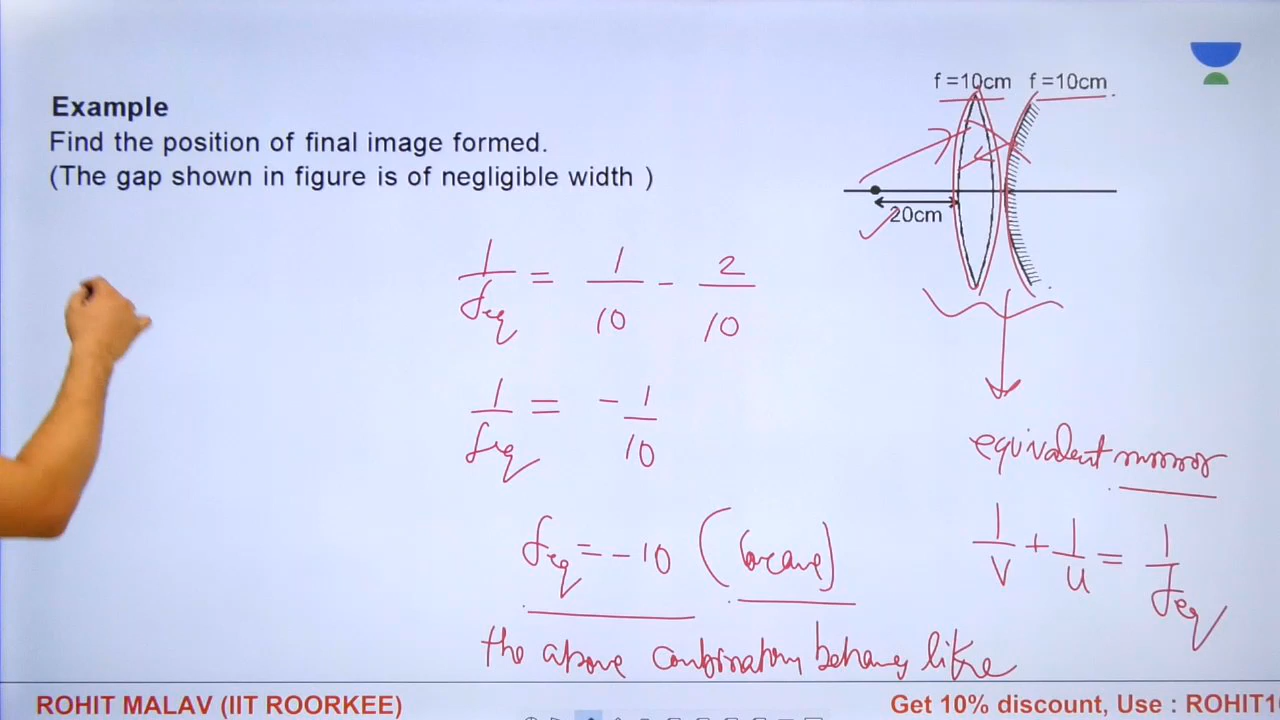 Example
Find the position of final image formed.
(The gap shown in figure is of negligible width )
f =10cm f =10cm
20cm
1/feq = 1/10 - 2/10
1/feq = - 1/10
feq = - 10 (Concave)
the above combination behaves like
equivalent mirror
1/v + 1/u = 1/feq
ROHIT MALAV (IIT ROORKEE)
Get 10% discount, Use : ROHIT1